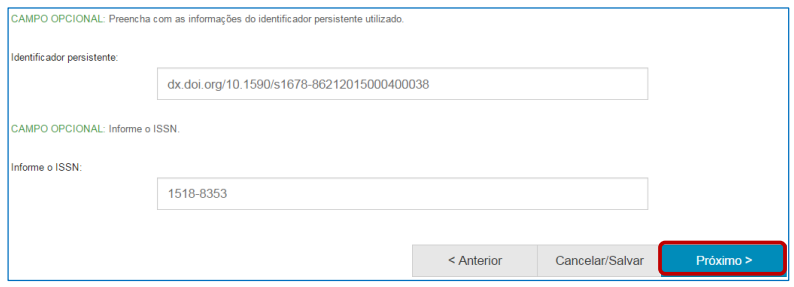 CAMPO OPCIONAL: Preencha com as informações do identificador persistente utilizado.
Identificador persistente:
dx.doi.org/10.1590/s1678-86212015000400038
CAMPO OPCIONAL: Informe o ISSN.
Informe o ISSN:
1518-8353
< Anterior Cancelar/Salvar Próximo >